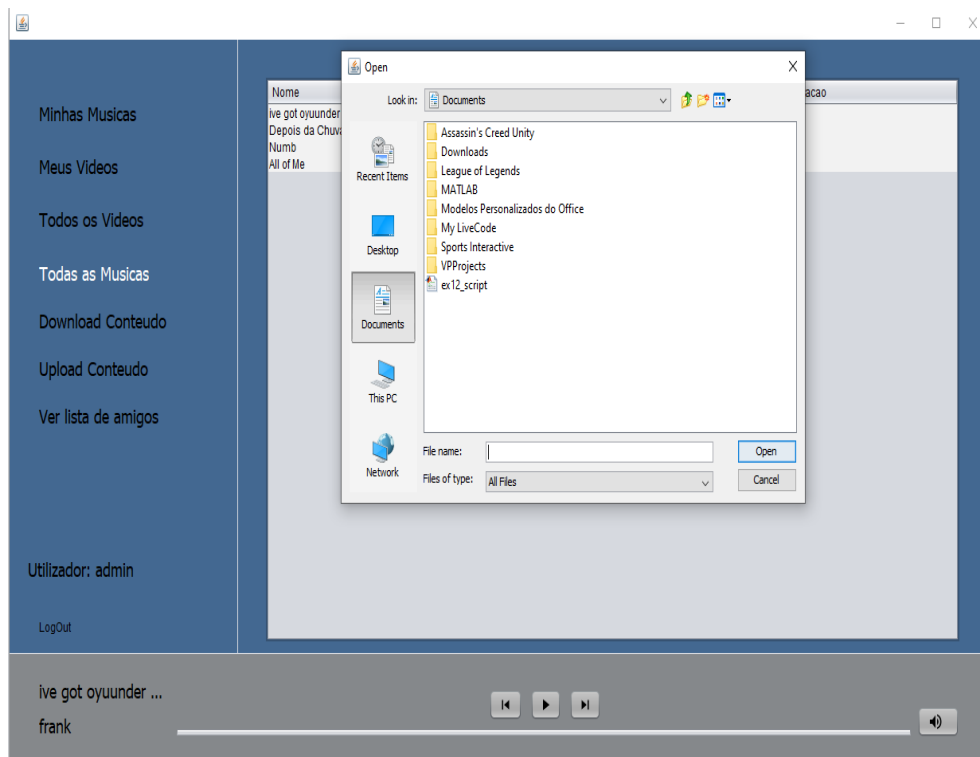 Minhas Musicas
Meus Videos
Todos os Videos
Todas as Musicas
Download Conteudo
Upload Conteudo
Ver lista de amigos
Utilizador: admin
LogOut
Nome
ive got oyuunder
Depois da Chuva
Numb
All of Me
acao
Open
Look in:
Documents
Recent Items
Desktop
Documents
This PC
Network
Assassin's Creed Unity
Downloads
League of Legends
MATLAB
Modelos Personalizados do Office
My LiveCode
Sports Interactive
VPProjects
ex12_script
File name:
Open
Files of type:
All Files
Cancel
ive got oyuunder ...
frank